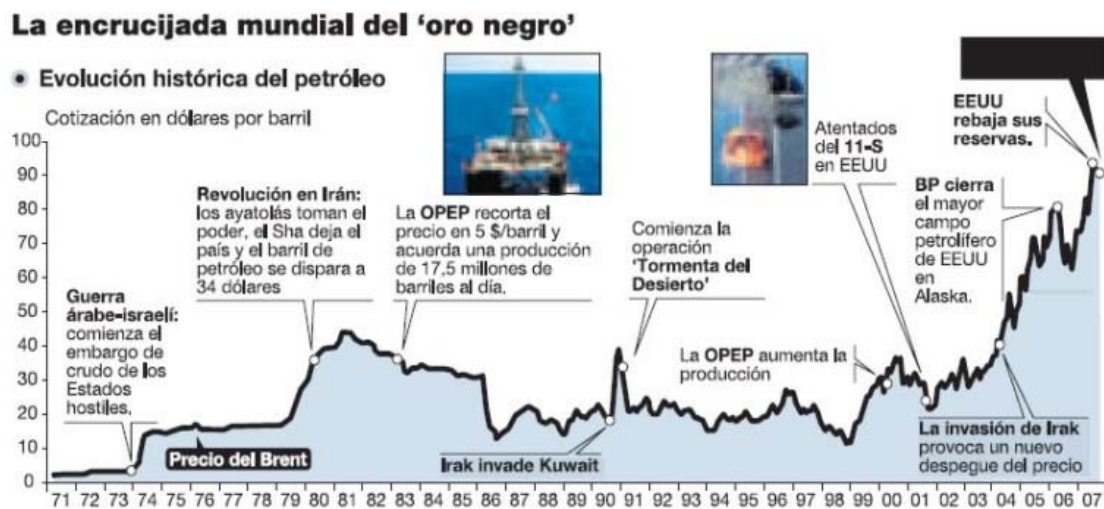 La encrucijada mundial del ‘oro negro’
Evolución histórica del petróleo
Cotización en dólares por barril
100
90
80
70
60
50
40
30
20
10
0
Guerra
árabe-israelí:
comienza el
embargo de
crudo de los
Estados
hostiles.
Revolución en Irán:
los ayatolás toman el
poder, el Sha deja el
país y el barril de
petróleo se dispara a
34 dólares
La OPEP recorta el
precio en 5 $/barril y
acuerda una producción
de 17,5 millones de
barriles al día.
Comienza la
operación
‘Tormenta del
Desierto’
Atentados
del 11-S
en EEUU
EEUU
rebaja sus
reservas.
BP cierra
el mayor
campo
petrolífero
de EEUU
en
Alaska.
La OPEP aumenta la
producción
Precio del Brent
Irak invade Kuwait
La invasión de Irak
provoca un nuevo
despegue del precio
71 72 73 74 75 76 77 78 79 80 81 82 83 84 85 86 87 88 89 90 91 92 93 94 95 96 97 98 99 00 01 02 03 04 05 06 07